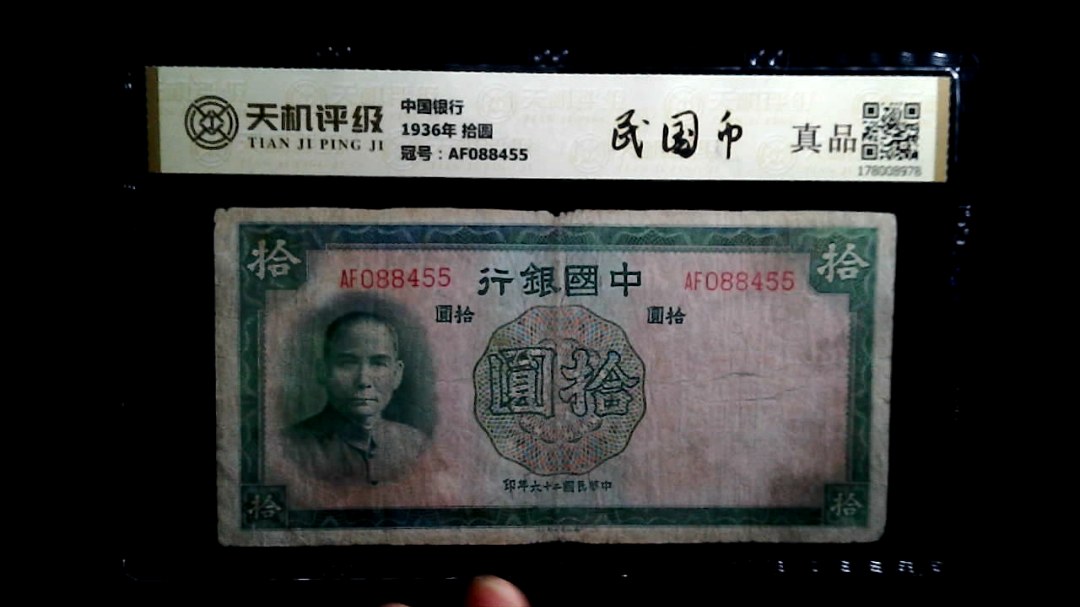 天机评级
TIAN JI PING JI
中国银行
1936年 拾圆
冠号：AF088455
民国币
真品
178008978
拾
拾
AF088455
行銀國中
AF088455
圓拾
圓拾
圓拾
印年六十二國民華中
拾
拾